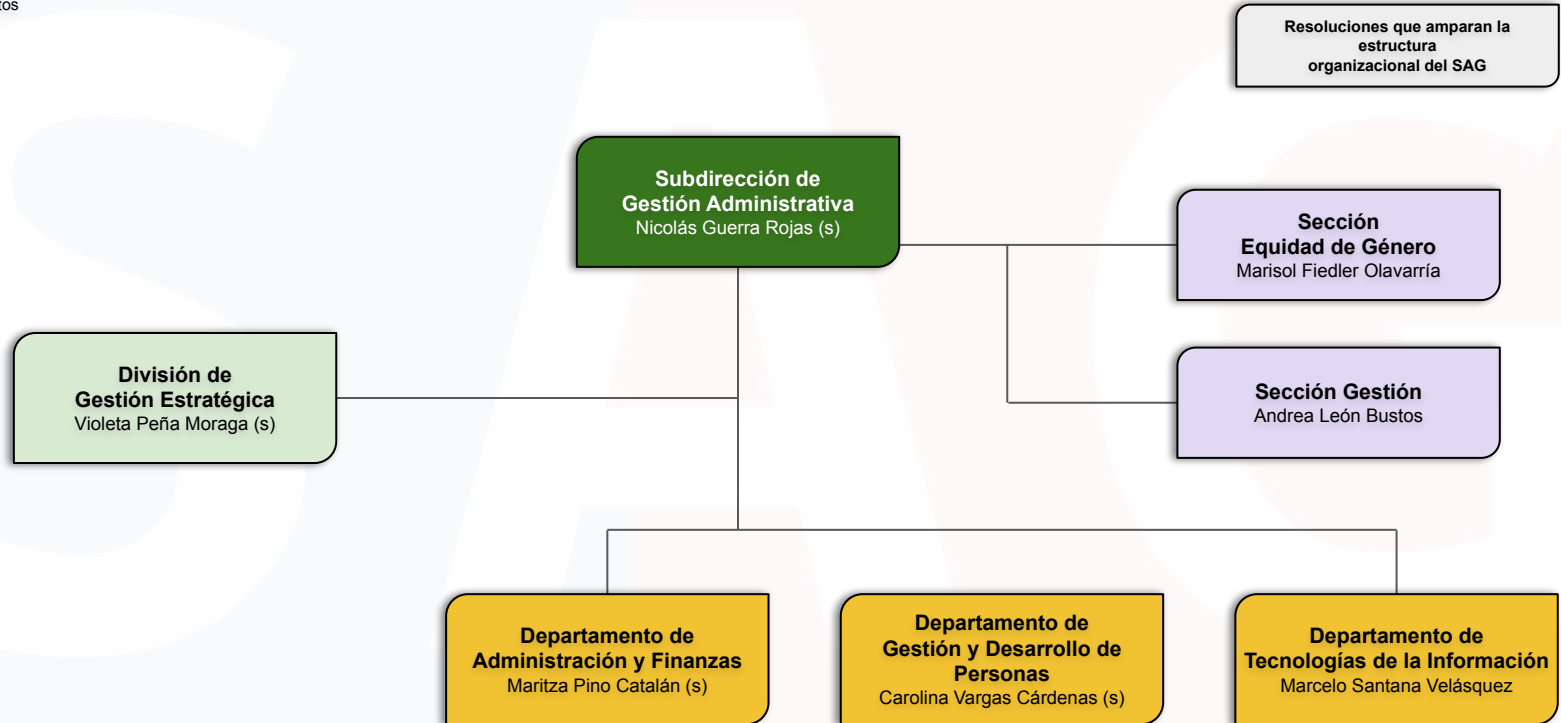 Resoluciones que amparan la
estructura
organizacional del SAG
Subdirección de
Gestión Administrativa
Nicolás Guerra Rojas (s)
Sección
Equidad de Género
Marisol Fiedler Olavarría
División de
Gestión Estratégica
Violeta Peña Moraga (s)
Sección Gestión
Andrea León Bustos
Departamento de
Administración y Finanzas
Maritza Pino Catalán (s)
Departamento de
Gestión y Desarrollo de
Personas
Carolina Vargas Cárdenas (s)
Departamento de
Tecnologías de la Información
Marcelo Santana Velásquez
SAG